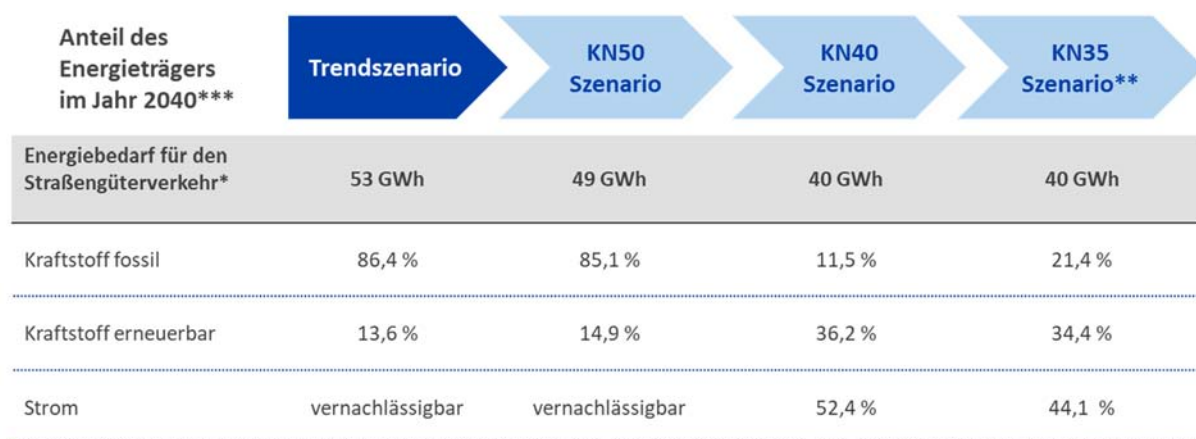 Anteil des
Energieträgers
im Jahr 2040***
Trendszenario
KN50
Szenario
KN40
Szenario
KN35
Szenario**
Energiebedarf für den
Straßengüterverkehr*
53 GWh
49 GWh
40 GWh
40 GWh
Kraftstoff fossil
86,4 %
85,1 %
11,5 %
21,4 %
Kraftstoff erneuerbar
13,6 %
14,9 %
36,2 %
34,4 %
Strom
vernachlässigbar
vernachlässigbar
52,4 %
44,1 %